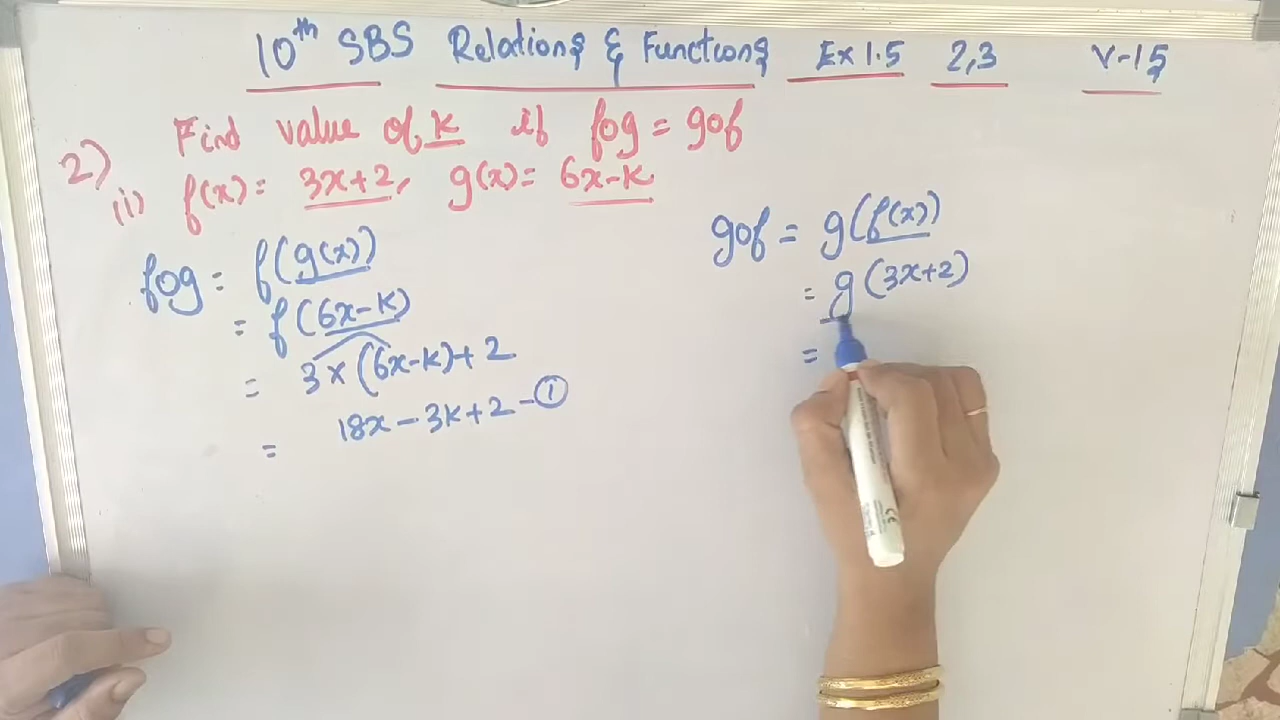 10th SBS Relations & Functions Ex 1.5 2,3 V-15
2) Find value of k if fog = gof
(ii) f(x) = 3x+2, g(x) = 6x-k
fog = f(g(x))
= f(6x-k)
= 3×(6x-k)+2
= 18x-3k+2 - ①
gof = g(f(x))
= g(3x+2)
=